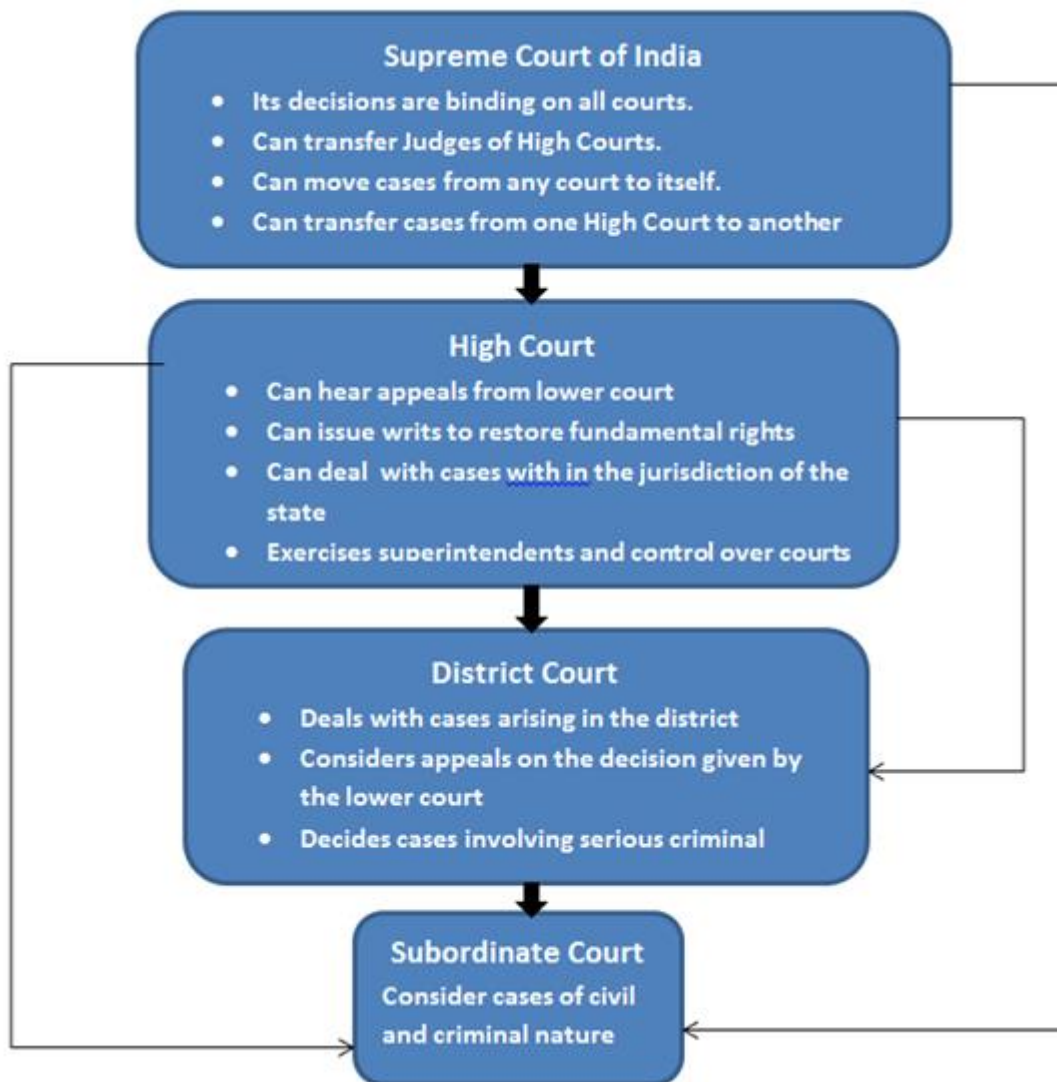 Supreme Court of India
• Its decisions are binding on all courts.
• Can transfer Judges of High Courts.
• Can move cases from any court to itself.
• Can transfer cases from one High Court to another
High Court
• Can hear appeals from lower court
• Can issue writs to restore fundamental rights
• Can deal with cases with in the jurisdiction of the
state
• Exercises superintendents and control over courts
District Court
• Deals with cases arising in the district
• Considers appeals on the decision given by
the lower court
• Decides cases involving serious criminal
Subordinate Court
Consider cases of civil
and criminal nature